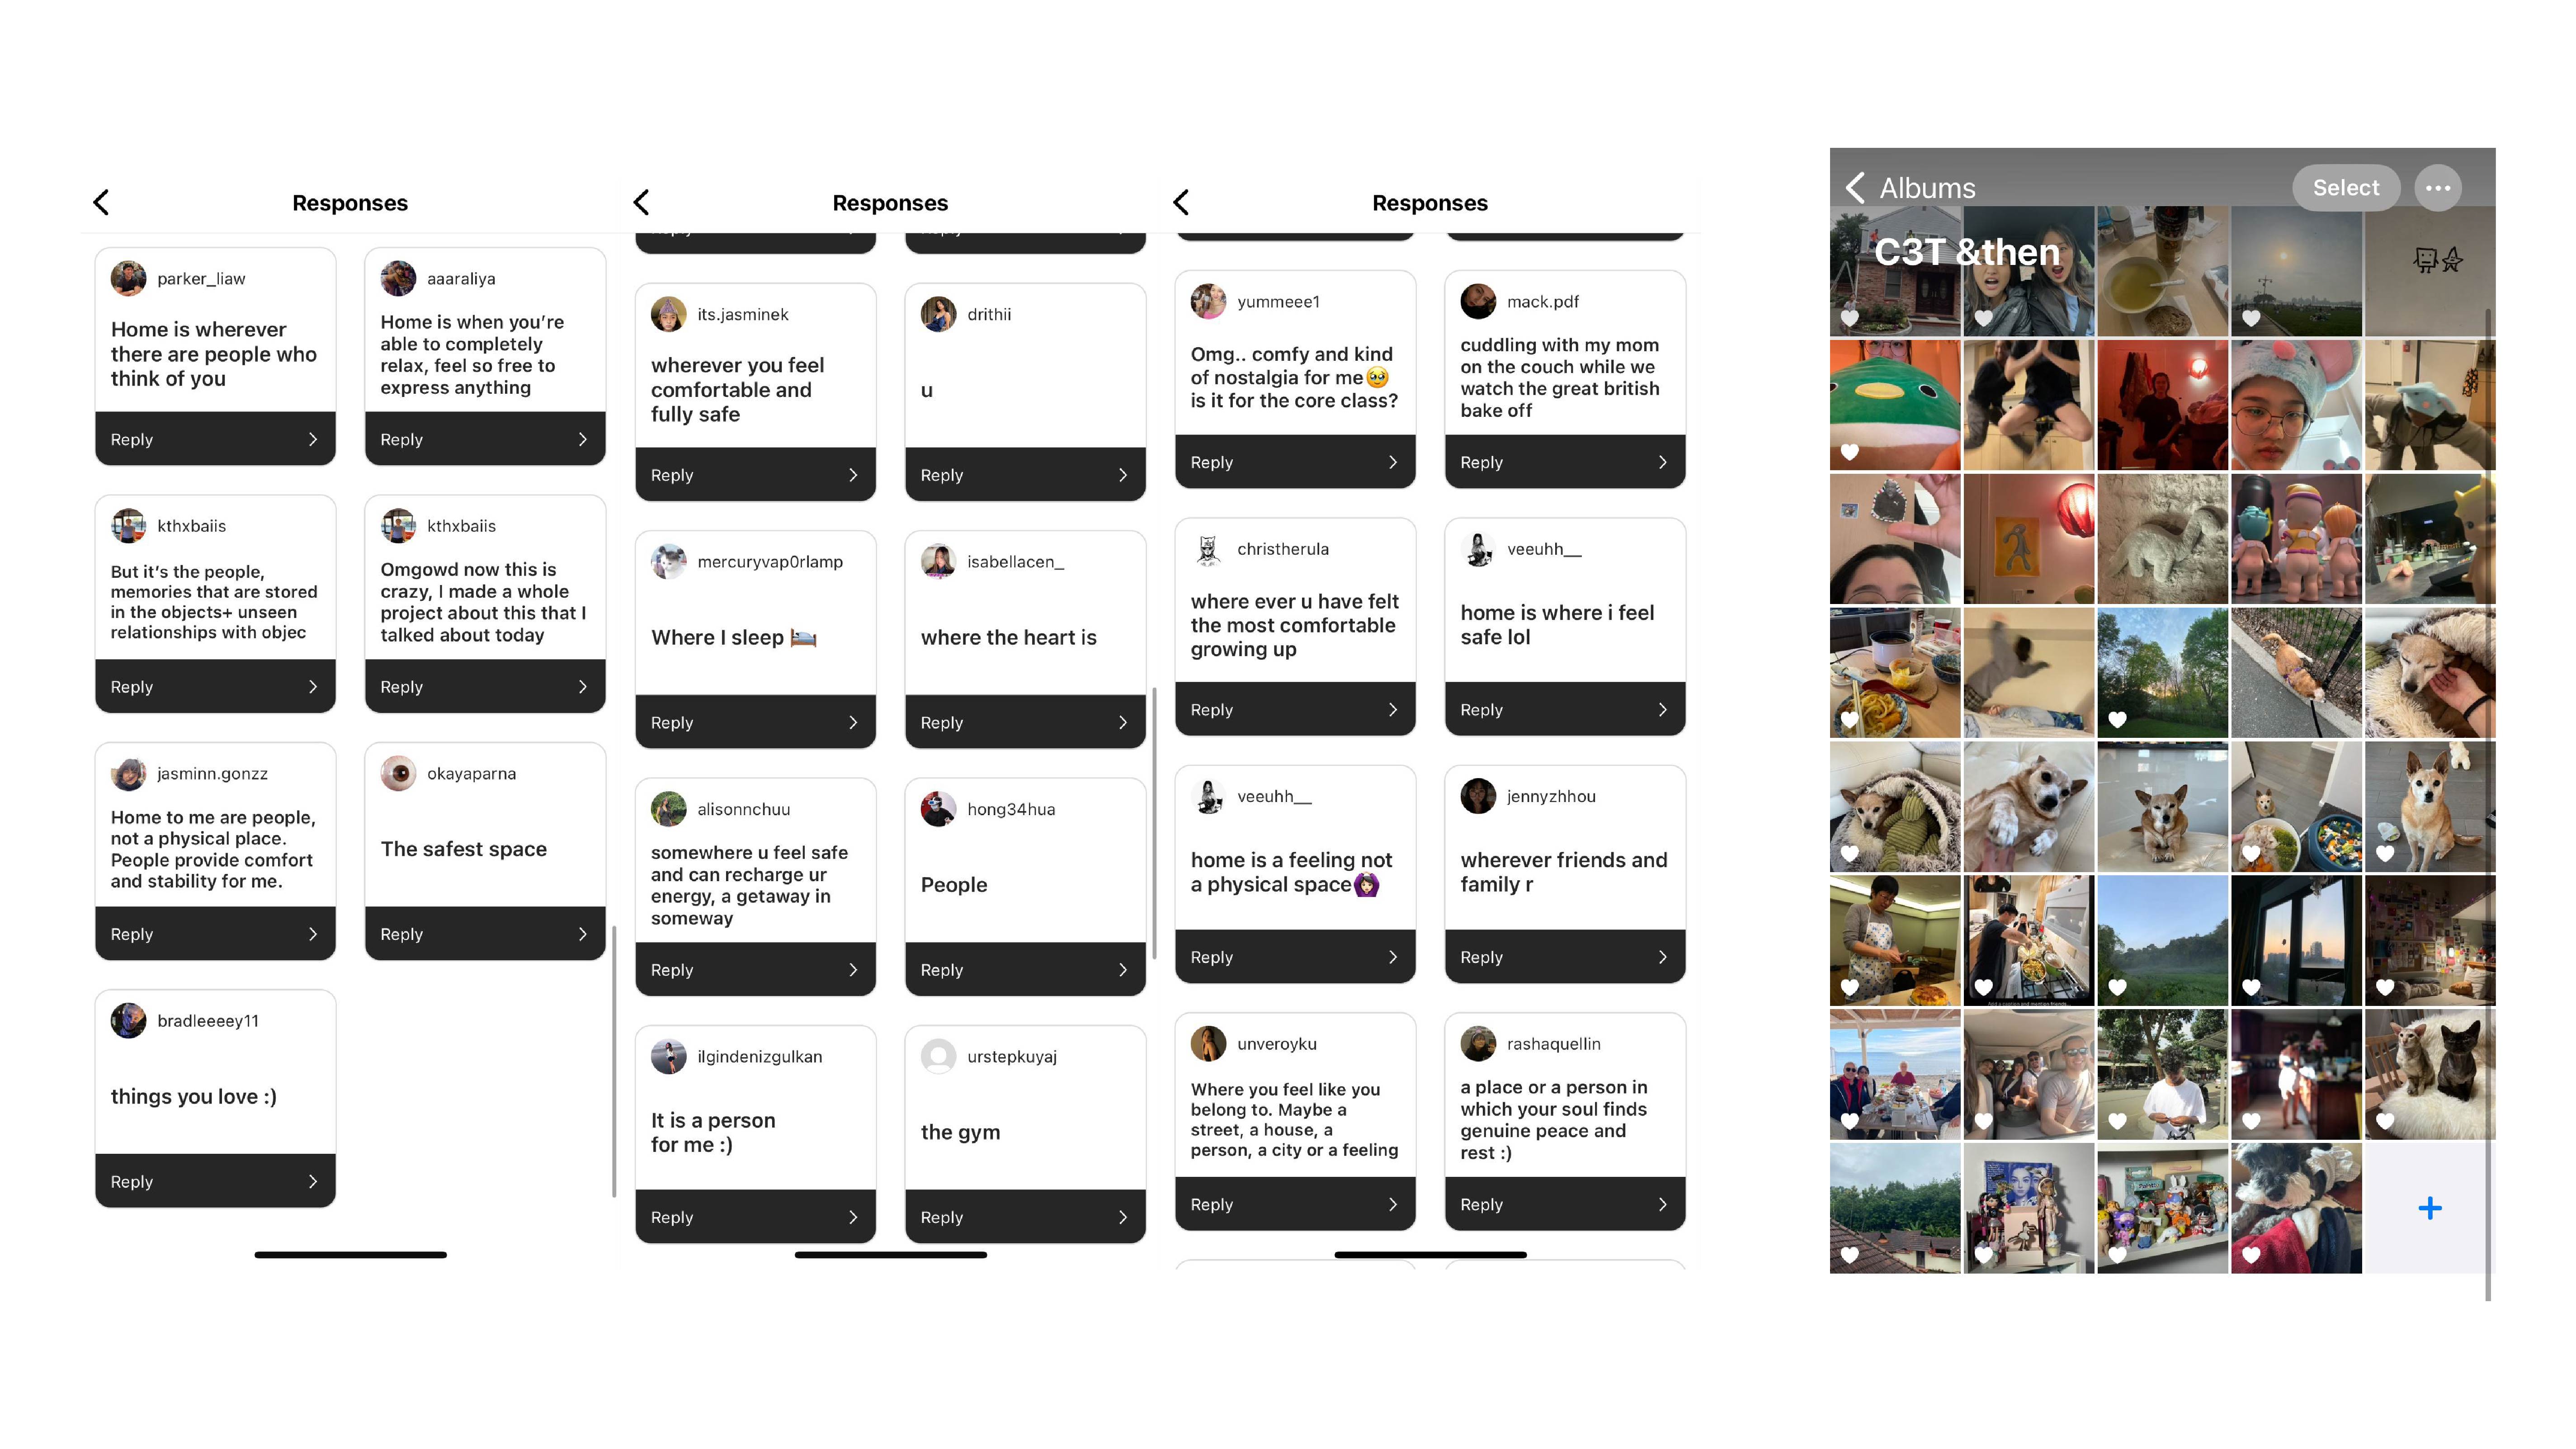 Responses
parker_liaw
Home is wherever
there are people who
think of you
Reply
aaaraliya
Home is when you're
able to completely
relax, feel so free to
express anything
Reply
kthxbaiis
But it's the people,
memories that are stored
in the objects+ unseen
relationships with objec
Reply
kthxbaiis
Omgowd now this is
crazy, I made a whole
project about this that I
talked about today
Reply
jasminn.gonzz
Home to me are people,
not a physical place.
People provide comfort
and stability for me.
Reply
okayaparna
The safest space
Reply
bradleeeey11
things you love :)
Reply
Responses
its.jasminek
wherever you feel
comfortable and
fully safe
Reply
drithii
u
Reply
mercuryvap0rlamp
Where I sleep 🛌
Reply
isabellacen_
where the heart is
Reply
alisonnchuu
somewhere u feel safe
and can recharge ur
energy, a getaway in
someway
Reply
hong34hua
People
Reply
ilgindenizgulkan
It is a person
for me :)
Reply
urstepkuyaj
the gym
Reply
Responses
yummeee1
Omg.. comfy and kind
of nostalgia for me🥹
is it for the core class?
Reply
mack.pdf
cuddling with my mom
on the couch while we
watch the great british
bake off
Reply
christherula
where ever u have felt
the most comfortable
growing up
Reply
veeuhh__
home is where i feel
safe lol
Reply
veeuhh__
home is a feeling not
a physical space🙆🏻‍♀️
Reply
jennyzhhou
wherever friends and
family r
Reply
unveroyku
Where you feel like you
belong to. Maybe a
street, a house, a
person, a city or a feeling
Reply
rashaquellin
a place or a person in
which your soul finds
genuine peace and
rest :)
Reply
Albums
Select
C3T &then